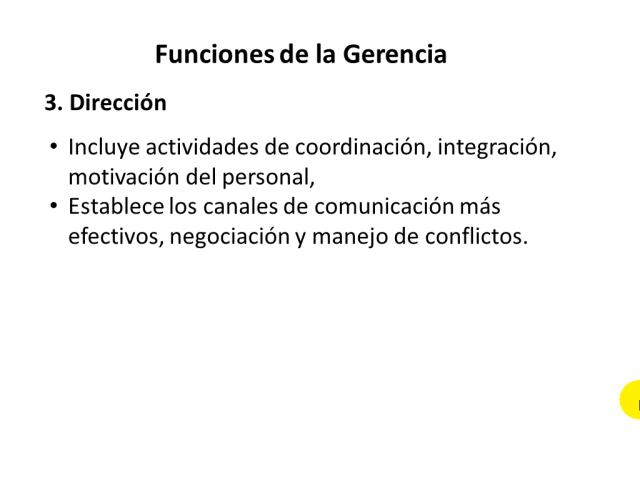 Funciones de la Gerencia
3. Dirección
• Incluye actividades de coordinación, integración,
motivación del personal,
• Establece los canales de comunicación más
efectivos, negociación y manejo de conflictos.